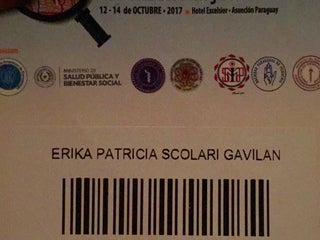 12 - 14 de OCTUBRE • 2017 • Hotel Excelsior - Asunción Paraguay
MINISTERIO DE
SALUD PÚBLICA Y
BIENESTAR SOCIAL
ERIKA PATRICIA SCOLARI GAVILAN